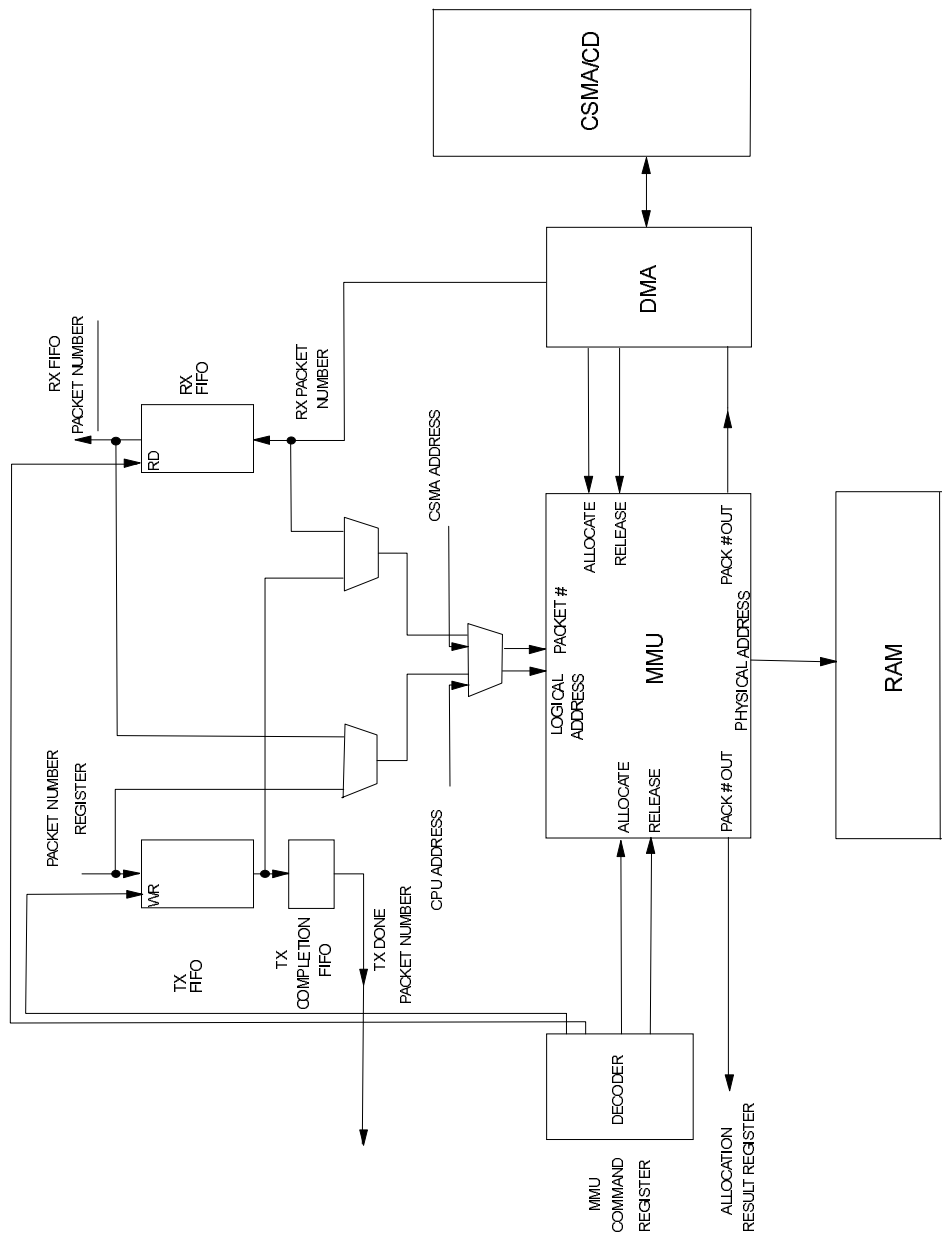 CSMA/CD
DMA
RX FIFO
PACKET NUMBER
RX
FIFO
RD
RX PACKET
NUMBER
CSMA ADDRESS
ALLOCATE
RELEASE
PACKET #
LOGICAL
ADDRESS
MMU
PACK # OUT
PHYSICAL ADDRESS
RAM
ALLOCATE
RELEASE
PACK # OUT
PACKET NUMBER
REGISTER
WR
TX
FIFO
TX
COMPLETION
FIFO
TX DONE
PACKET NUMBER
CPU ADDRESS
DECODER
MMU
COMMAND
REGISTER
ALLOCATION
RESULT REGISTER